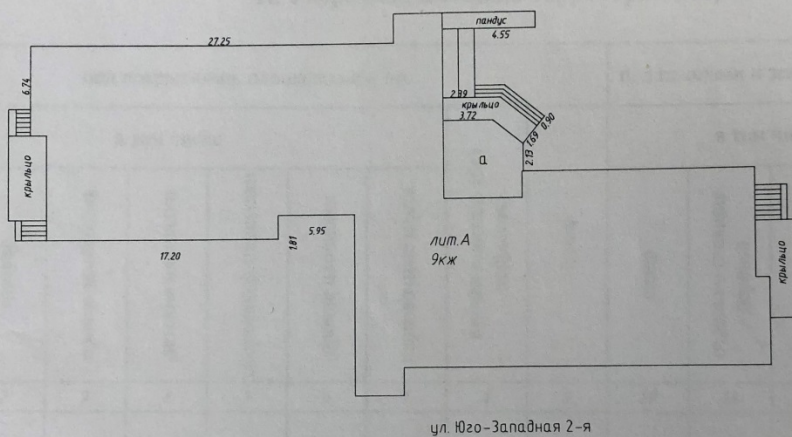 пандус
4.55
27.25
6.74
2.39
крыльцо
3.72
0.90
1.69
2.13
а
крыльцо
5.95
1.81
17.20
лит.А
9кж
крыльцо
ул. Юго-Западная 2-я